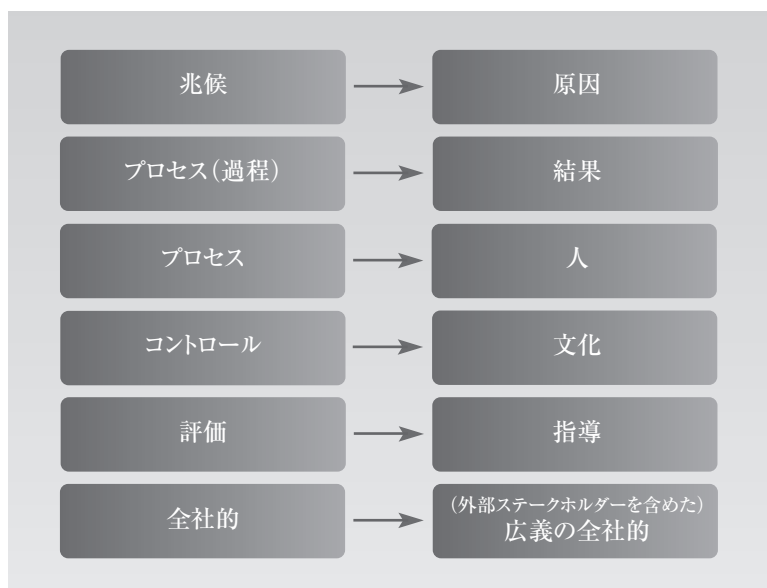 兆候
原因
プロセス(過程)
結果
プロセス
人
コントロール
文化
評価
指導
全社的
(外部ステークホルダーを含めた)
広義の全社的